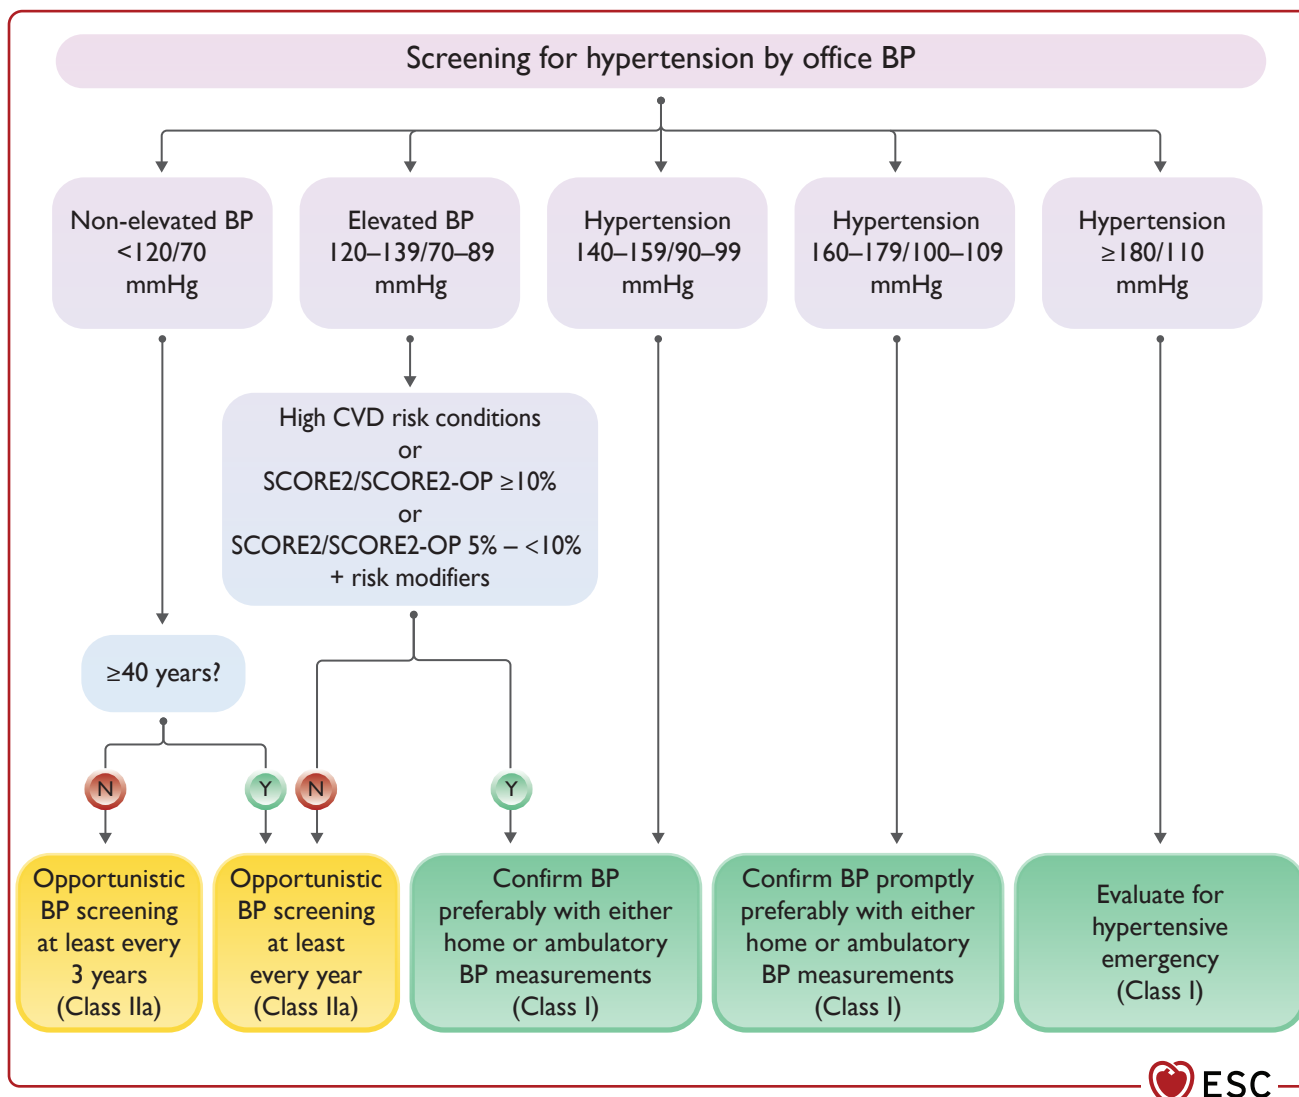 Screening for hypertension by office BP
Non-elevated BP
<120/70
mmHg
Elevated BP
120–139/70–89
mmHg
Hypertension
140–159/90–99
mmHg
Hypertension
160–179/100–109
mmHg
Hypertension
≥180/110
mmHg
High CVD risk conditions
or
SCORE2/SCORE2-OP ≥10%
or
SCORE2/SCORE2-OP 5% – <10%
+ risk modifiers
≥40 years?
N
Y
N
Y
Opportunistic
BP screening
at least every
3 years
(Class IIa)
Opportunistic
BP screening
at least
every year
(Class IIa)
Confirm BP
preferably with either
home or ambulatory
BP measurements
(Class I)
Confirm BP promptly
preferably with either
home or ambulatory
BP measurements
(Class I)
Evaluate for
hypertensive
emergency
(Class I)
ESC